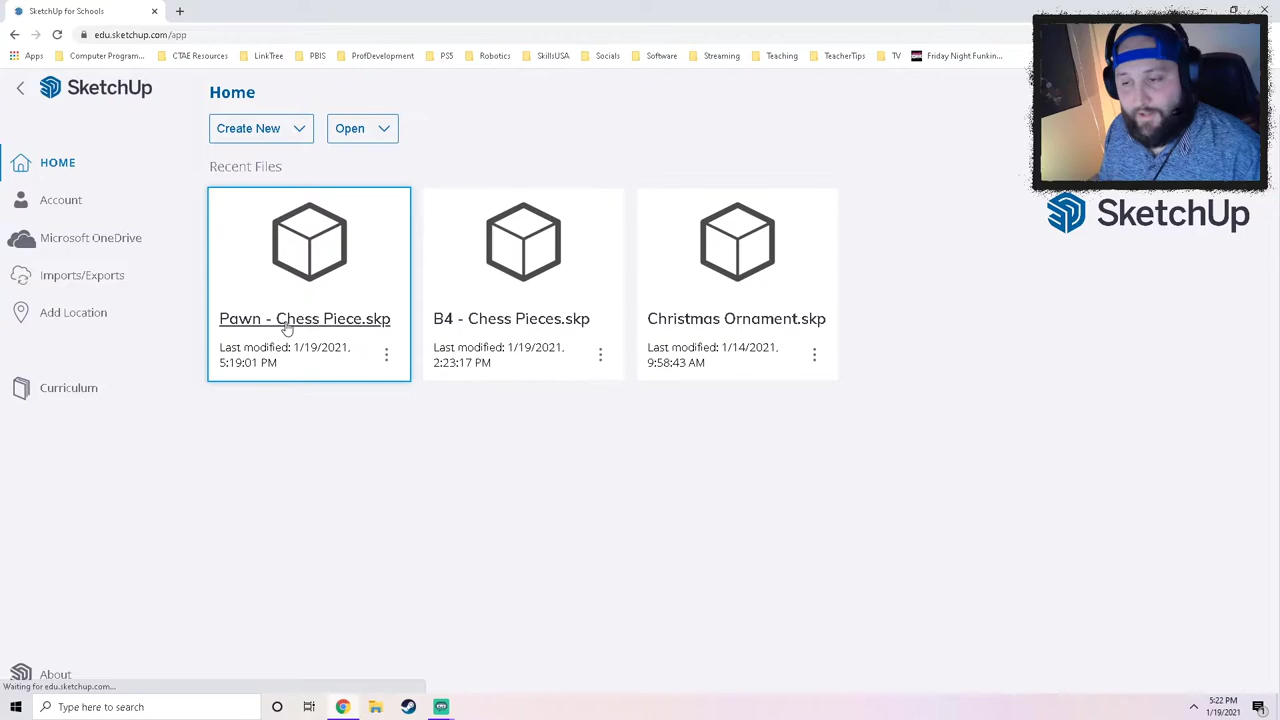 SketchUp for Schools
edu.sketchup.com/app
Apps
Computer Program...
CTAE Resources
LinkTree
PBIS
ProfDevelopment
PS5
Robotics
SkillsUSA
Socials
Software
Streaming
Teaching
TeacherTips
TV
Friday Night Funkin...
SketchUp
Home
Create New
Open
HOME
Recent Files
Account
Microsoft OneDrive
SketchUp
Imports/Exports
Add Location
Pawn - Chess Piece.skp
B4 - Chess Pieces.skp
Christmas Ornament.skp
Last modified: 1/19/2021,
5:19:01 PM
Last modified: 1/19/2021,
2:23:17 PM
Last modified: 1/14/2021,
9:58:43 AM
Curriculum
About
Waiting for edu.sketchup.com...
Type here to search
5:22 PM
1/19/2021